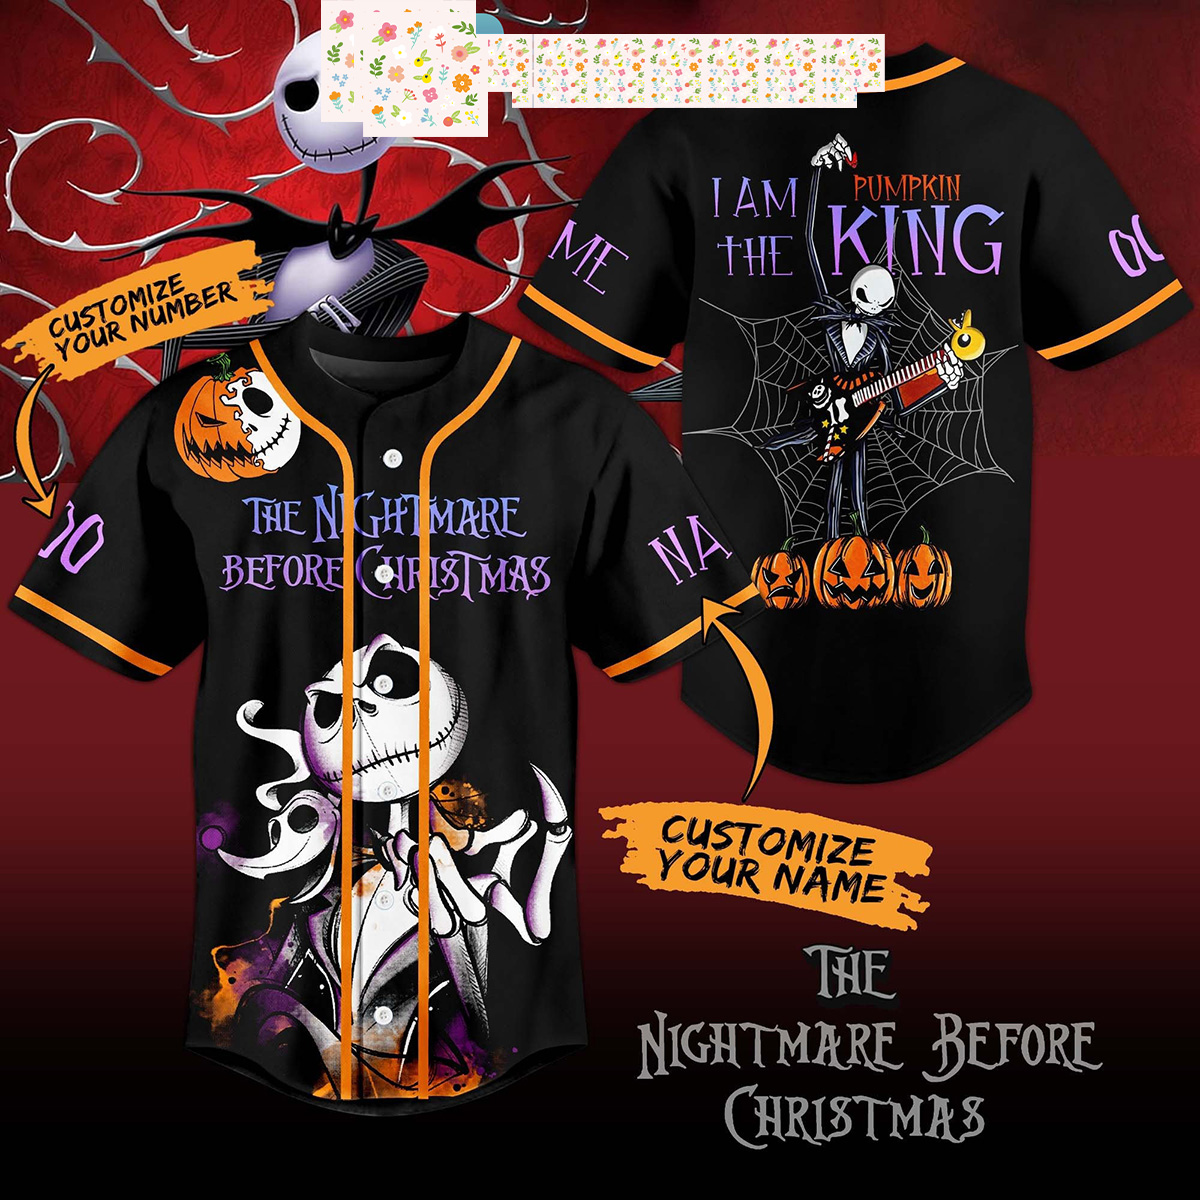 CUSTOMIZE
YOUR NUMBER
I AM
THE
PUMPKIN
KING
ME
00
00
THE NIGHTMARE
BEFORE CHRISTMAS
NA
CUSTOMIZE
YOUR NAME
THE
NIGHTMARE BEFORE
CHRISTMAS